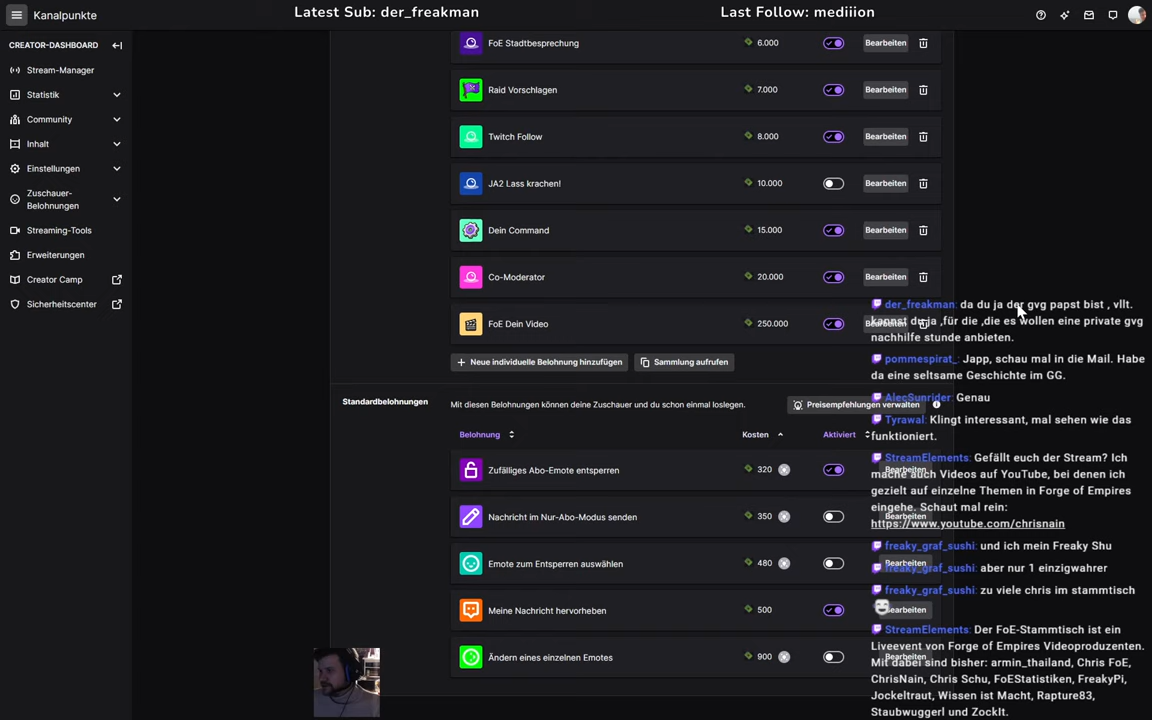 Kanalpunkte
Latest Sub: der_freakman
Last Follow: mediiion
CREATOR-DASHBOARD
Stream-Manager
Statistik
Community
Inhalt
Einstellungen
Zuschauer-
Belohnungen
Streaming-Tools
Erweiterungen
Creator Camp
Sicherheitscenter
FoE Stadtbesprechung 6.000 Bearbeiten
Raid Vorschlagen 7.000 Bearbeiten
Twitch Follow 8.000 Bearbeiten
JA2 Lass krachen! 10.000 Bearbeiten
Dein Command 15.000 Bearbeiten
Co-Moderator 20.000 Bearbeiten
FoE Dein Video 250.000 Bearbeiten
Neue individuelle Belohnung hinzufügen Sammlung aufrufen
Standardbelohnungen
Mit diesen Belohnungen können deine Zuschauer und du schon einmal loslegen.
Preisempfehlungen verwalten
Belohnung Kosten Aktiviert
Zufälliges Abo-Emote entsperren 320 Bearbeiten
Nachricht im Nur-Abo-Modus senden 350 Bearbeiten
Emote zum Entsperren auswählen 480 Bearbeiten
Meine Nachricht hervorheben 500 Bearbeiten
Ändern eines einzelnen Emotes 900 Bearbeiten
der_freakman: da du ja der gvg papst bist , vllt.
kannst du ja ,für die ,die es wollen eine private gvg
nachhilfe stunde anbieten.
pommespirat_: Japp, schau mal in die Mail. Habe
da eine seltsame Geschichte im GG.
AlecSunrider: Genau
Tyrawal: Klingt interessant, mal sehen wie das
funktioniert.
StreamElements: Gefällt euch der Stream? Ich
mache auch Videos auf YouTube, bei denen ich
gezielt auf einzelne Themen in Forge of Empires
eingehe. Schaut mal rein:
https://www.youtube.com/chrisnain
freaky_graf_sushi: und ich mein Freaky Shu
freaky_graf_sushi: aber nur 1 einzigwahrer
freaky_graf_sushi: zu viele chris im stammtisch
StreamElements: Der FoE-Stammtisch ist ein
Liveevent von Forge of Empires Videoproduzenten.
Mit dabei sind bisher: armin_thailand, Chris FoE,
ChrisNain, Chris Schu, FoEStatistiken, FreakyPi,
Jockeltraut, Wissen ist Macht, Rapture83,
Staubwuggerl und ZockIt.